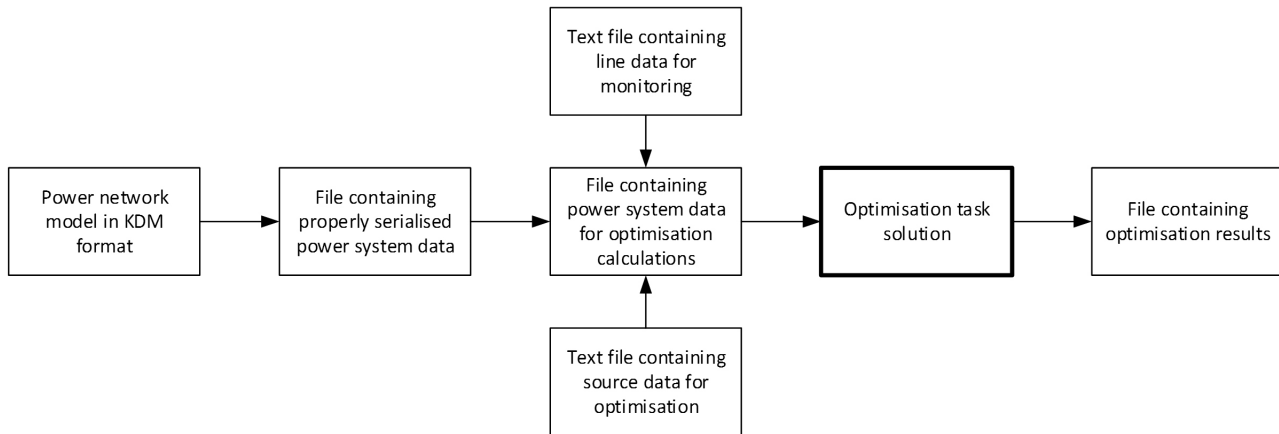 Text file containing
line data for
monitoring
Power network
model in KDM
format
File containing
properly serialised
power system data
File containing
power system data
for optimisation
calculations
Optimisation task
solution
File containing
optimisation results
Text file containing
source data for
optimisation